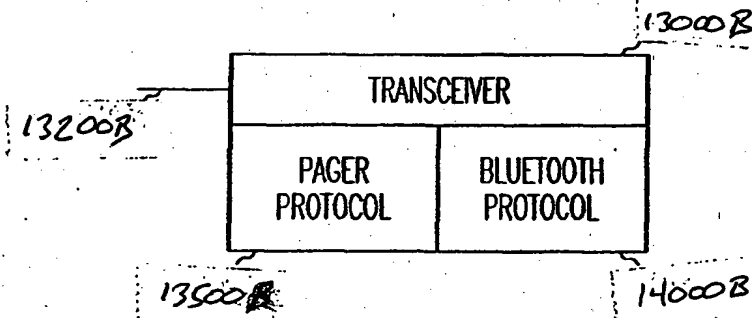 13000B
TRANSCEIVER
13200B
PAGER
PROTOCOL
BLUETOOTH
PROTOCOL
13500B
14000B